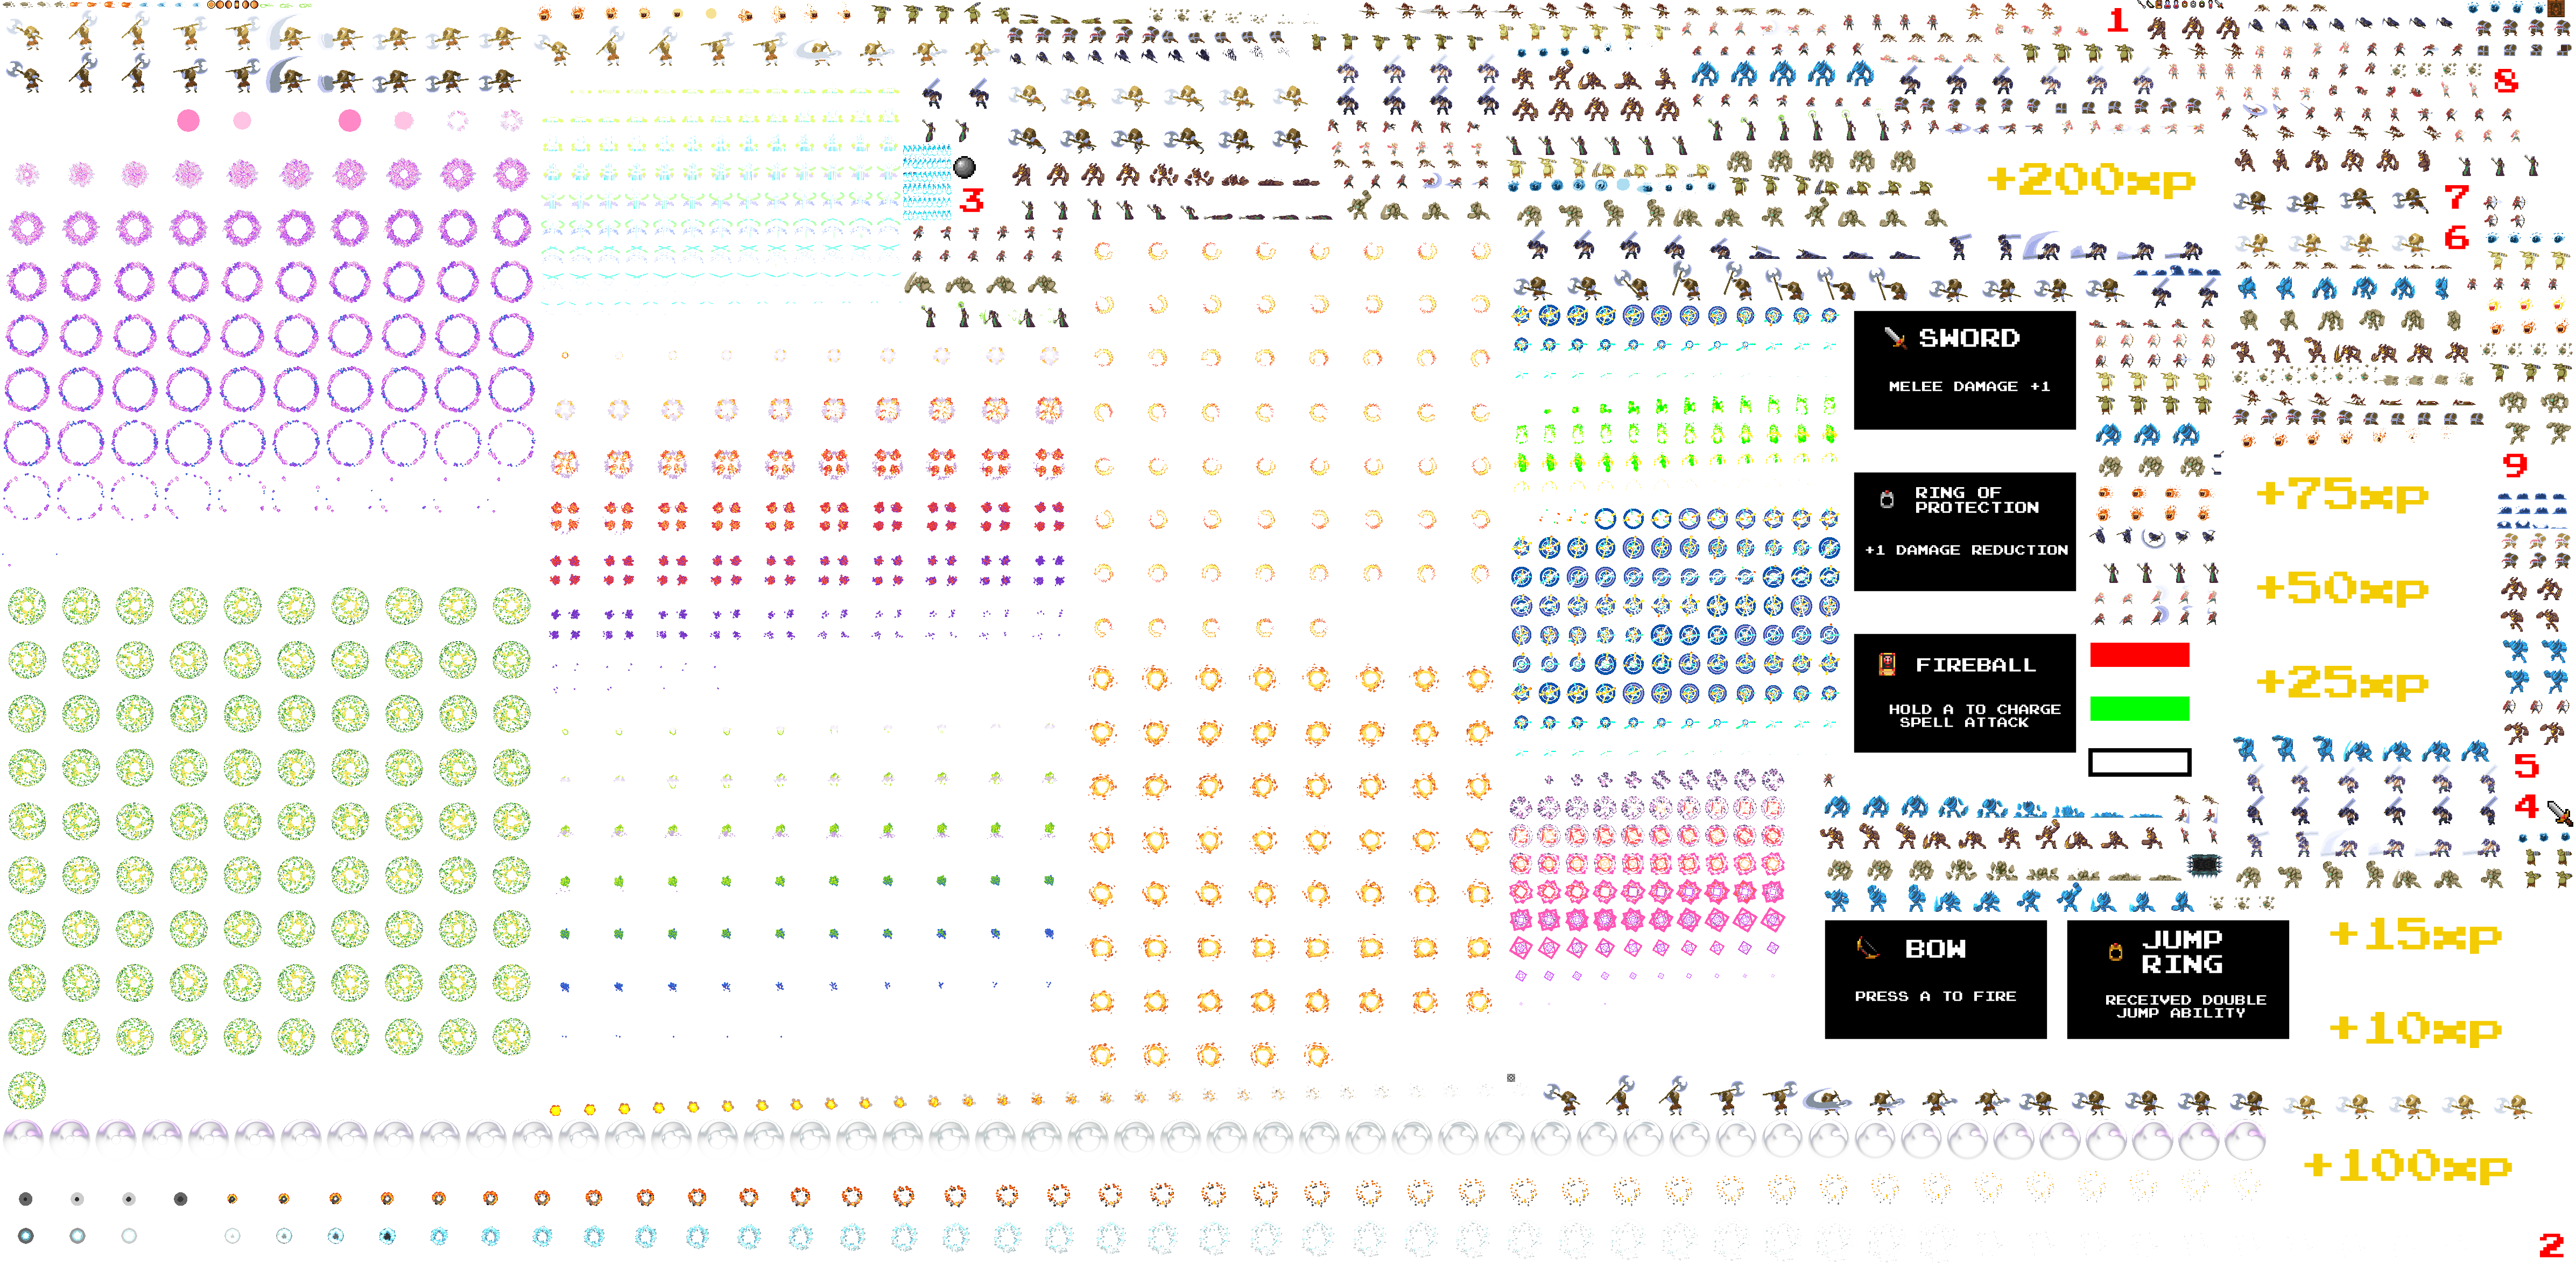 1
8
+200xp
3
7
6
SWORD
MELEE DAMAGE +1
9
+75xp
RING OF
PROTECTION
+1 DAMAGE REDUCTION
+50xp
FIREBALL
HOLD A TO CHARGE
SPELL ATTACK
+25xp
5
4
BOW
PRESS A TO FIRE
JUMP
RING
RECEIVED DOUBLE
JUMP ABILITY
+15xp
+10xp
+100xp
2